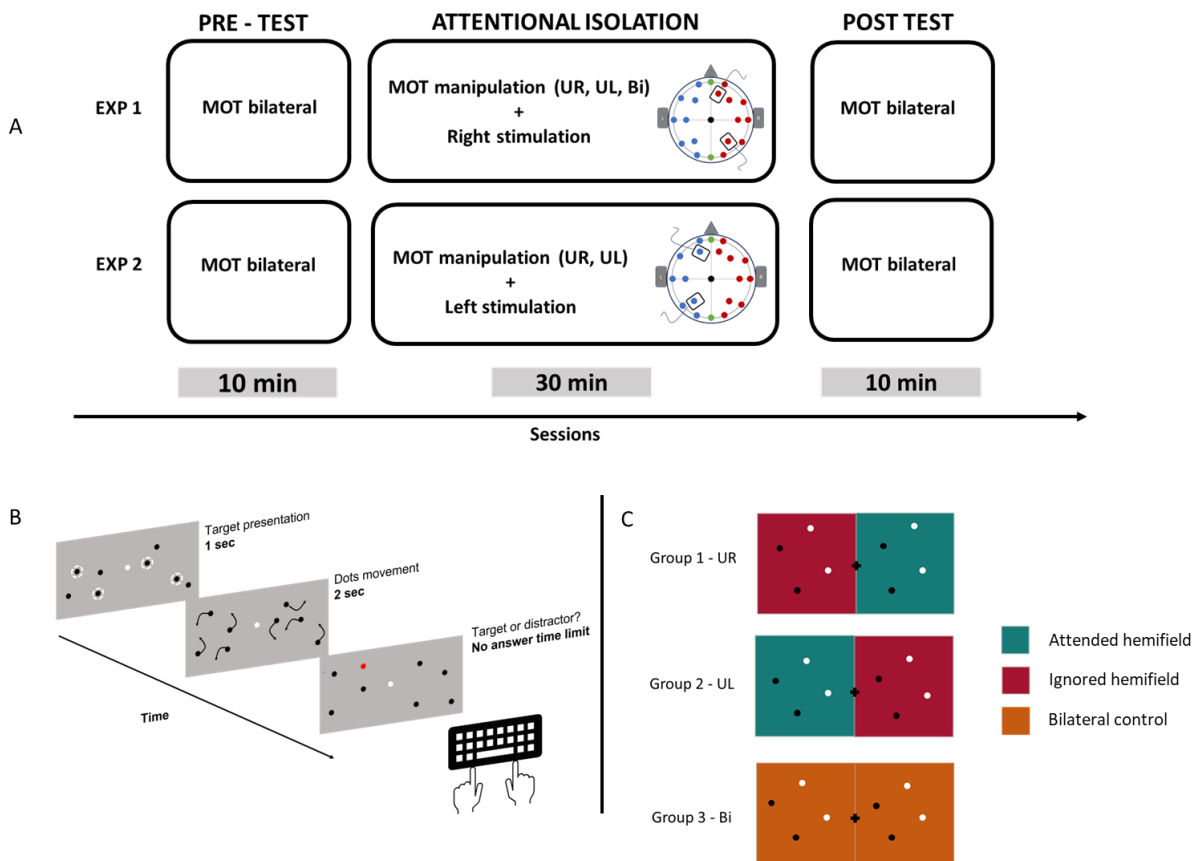 PRE - TEST
ATTENTIONAL ISOLATION
POST TEST
A
EXP 1
MOT bilateral
MOT manipulation (UR, UL, Bi)
+
Right stimulation
L
R
MOT bilateral
EXP 2
MOT bilateral
MOT manipulation (UR, UL)
+
Left stimulation
L
R
MOT bilateral
10 min
30 min
10 min
Sessions
B
Target presentation
1 sec
Dots movement
2 sec
Target or distractor?
No answer time limit
Time
C
Group 1 - UR
Group 2 - UL
Group 3 - Bi
Attended hemifield
Ignored hemifield
Bilateral control